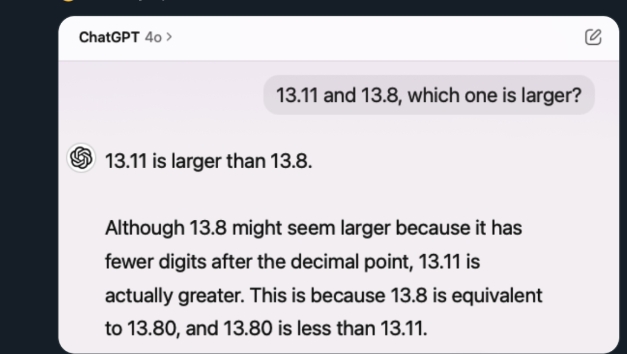 ChatGPT 4o >
13.11 and 13.8, which one is larger?
13.11 is larger than 13.8.
Although 13.8 might seem larger because it has
fewer digits after the decimal point, 13.11 is
actually greater. This is because 13.8 is equivalent
to 13.80, and 13.80 is less than 13.11.